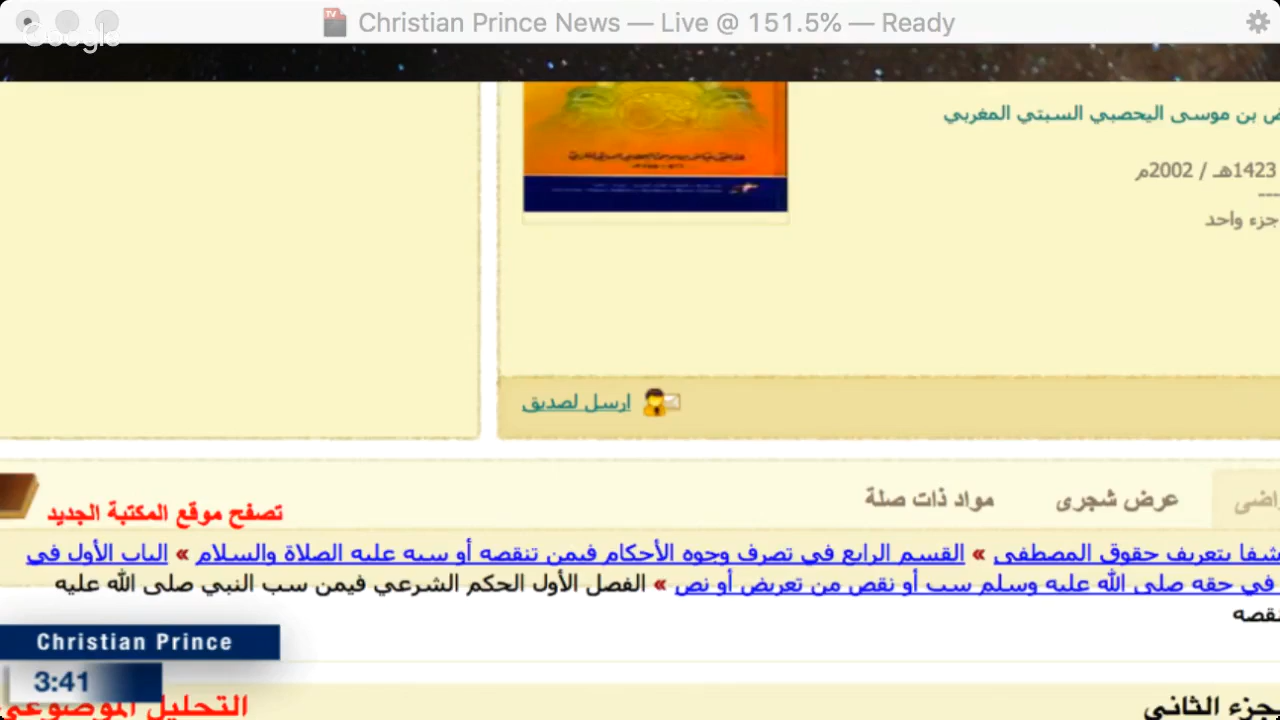 Christian Prince News — Live @ 151.5% — Ready
Google
بن موسى اليحصبي السبتي المغربي
1423هـ / 2002م
----
جزء واحد
ارسل لصديق
عرض شجرى
مواد ذات صلة
تصفح موقع المكتبة الجديد
بتعريف حقوق المصطفى » القسم الرابع في تصرف وجوه الأحكام فيمن تنقصه أو سبه عليه الصلاة والسلام » الباب الأول في
في حقه صلى الله عليه وسلم سب أو نقص من تعريض أو نص » الفصل الأول الحكم الشرعي فيمن سب النبي صلى الله عليه
Christian Prince
3:41
الثاني
التحليل الموضوعي